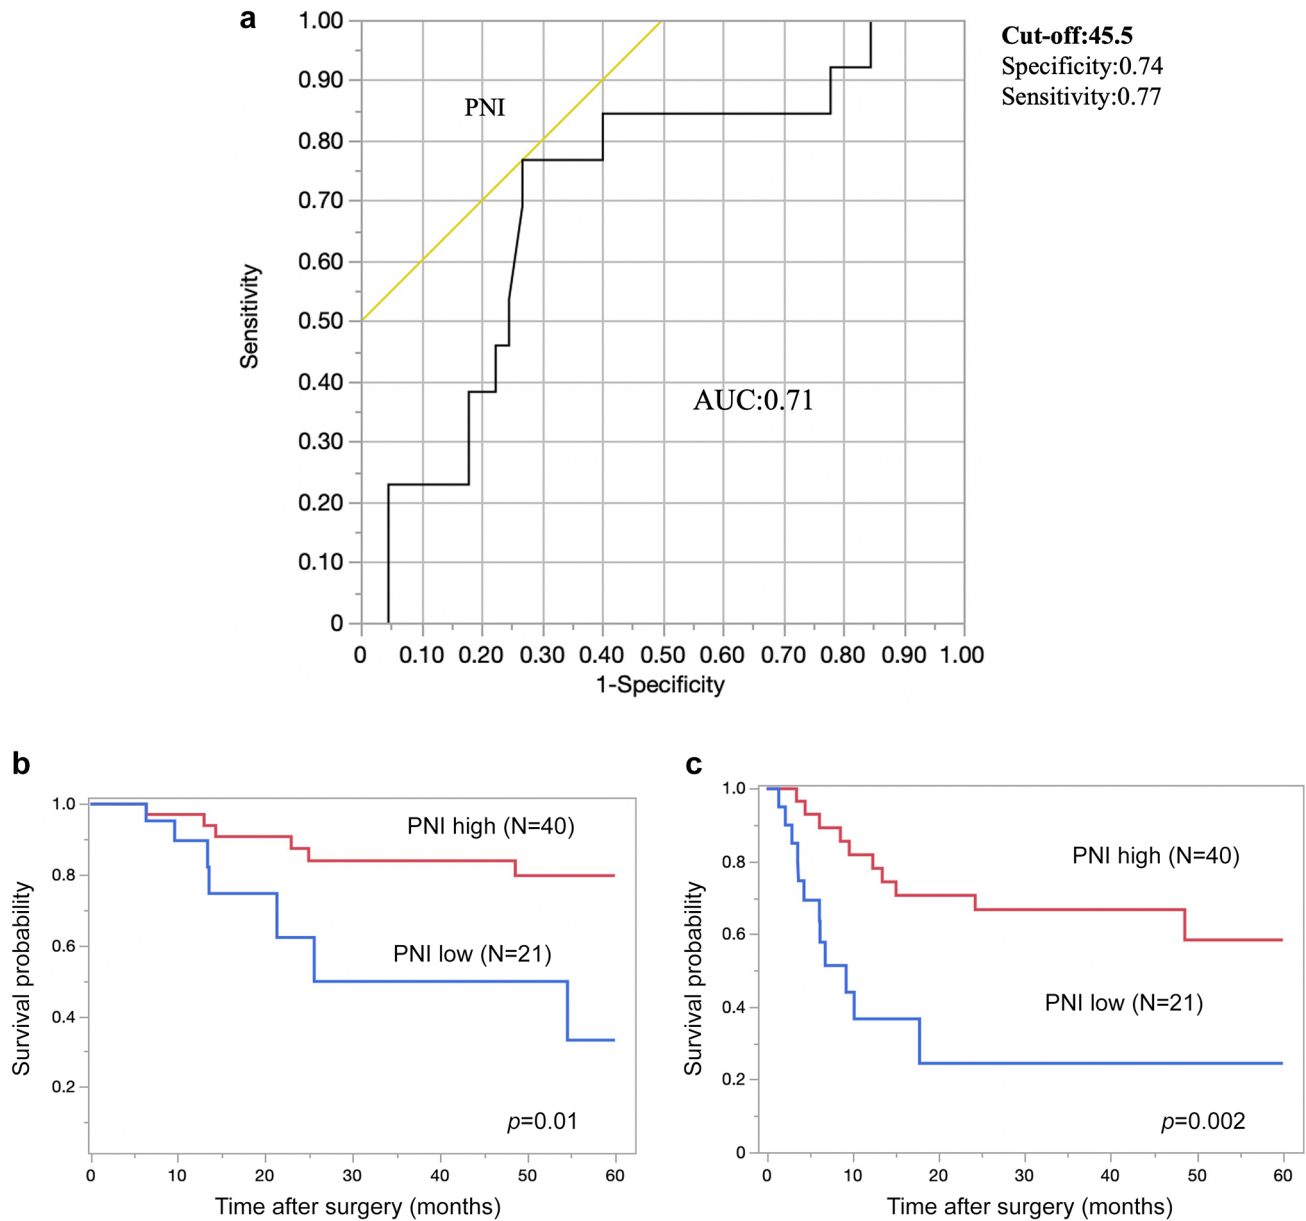 a
1.00
0.90
0.80
0.70
0.60
0.50
0.40
0.30
0.20
0.10
0
Sensitivity
PNI
AUC:0.71
0 0.10 0.20 0.30 0.40 0.50 0.60 0.70 0.80 0.90 1.00
1-Specificity
Cut-off:45.5
Specificity:0.74
Sensitivity:0.77
b
1.0
0.8
0.6
0.4
0.2
Survival probability
PNI high (N=40)
PNI low (N=21)
p=0.01
0 10 20 30 40 50 60
Time after surgery (months)
c
1.0
0.8
0.6
0.4
0.2
0
Survival probability
PNI high (N=40)
PNI low (N=21)
p=0.002
0 10 20 30 40 50 60
Time after surgery (months)